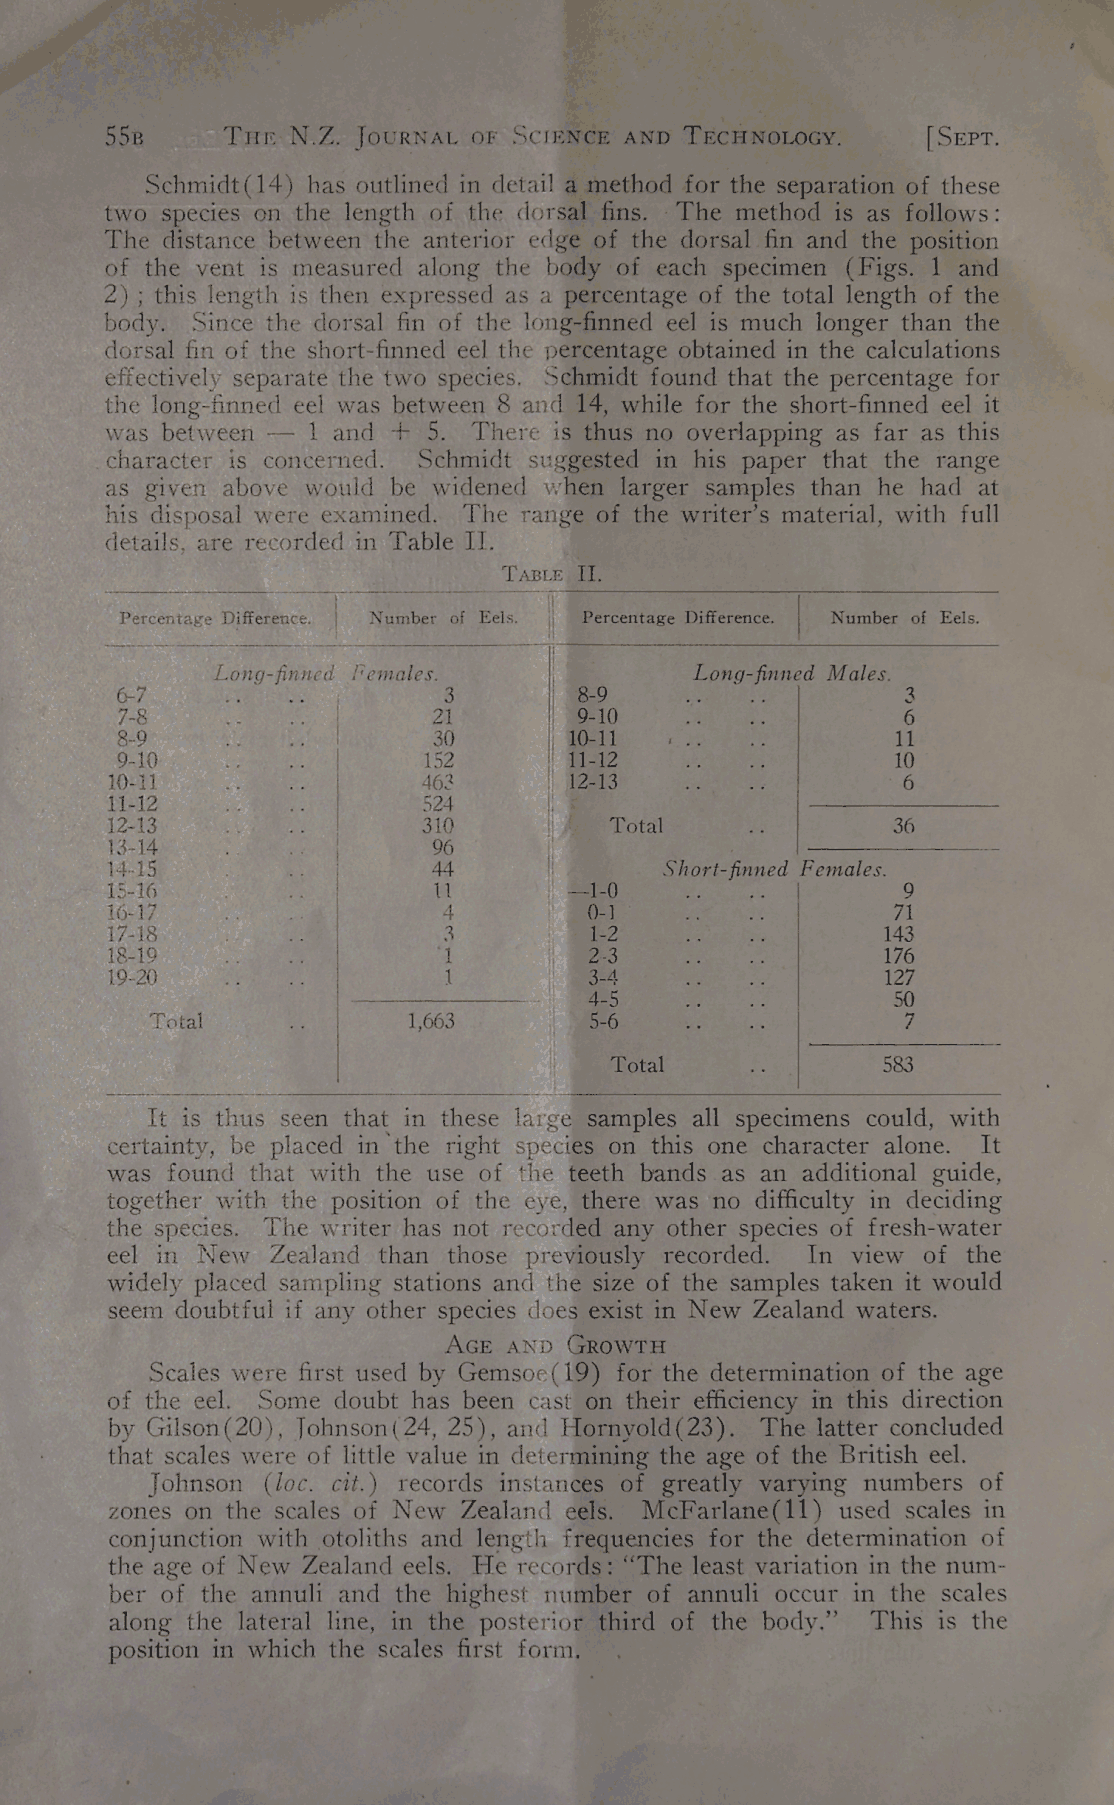 55B THE N.Z. JOURNAL OF SCIENCE AND TECHNOLOGY. [SEPT.
Schmidt(14) has outlined in detail a method for the separation of these
two species on the length of the dorsal fins. The method is as follows:
The distance between the anterior edge of the dorsal fin and the position
of the vent is measured along the body of each specimen (Figs. 1 and
2) ; this length is then expressed as a percentage of the total length of the
body. Since the dorsal fin of the long-finned eel is much longer than the
dorsal fin of the short-finned eel the percentage obtained in the calculations
effectively separate the two species. Schmidt found that the percentage for
the long-finned eel was between 8 and 14, while for the short-finned eel it
was between — 1 and + 5. There is thus no overlapping as far as this
character is concerned. Schmidt suggested in his paper that the range
as given above would be widened when larger samples than he had at
his disposal were examined. The range of the writer's material, with full
details, are recorded in Table II.
TABLE II.
Percentage Difference. Number of Eels. Percentage Difference. Number of Eels.
Long-finned Females. Long-finned Males.
6-7 .. .. 3 8-9 .. .. 3
7-8 .. .. 21 9-10 .. .. 6
8-9 .. .. 30 10-11 .. .. 11
9-10 .. .. 152 11-12 .. .. 10
10-11 .. .. 463 12-13 .. .. 6
11-12 .. .. 524
12-13 .. .. 310 Total .. 36
13-14 .. .. 96
14-15 .. .. 44 Short-finned Females.
15-16 .. .. 11 —1-0 .. .. 9
16-17 .. .. 4 0-1 .. .. 71
17-18 .. .. 3 1-2 .. .. 143
18-19 .. .. 1 2-3 .. .. 176
19-20 .. .. 1 3-4 .. .. 127
4-5 .. .. 50
Total .. 1,663 5-6 .. .. 7
Total .. 583
It is thus seen that in these large samples all specimens could, with
certainty, be placed in the right species on this one character alone. It
was found that with the use of the teeth bands as an additional guide,
together with the position of the eye, there was no difficulty in deciding
the species. The writer has not recorded any other species of fresh-water
eel in New Zealand than those previously recorded. In view of the
widely placed sampling stations and the size of the samples taken it would
seem doubtful if any other species does exist in New Zealand waters.
AGE AND GROWTH
Scales were first used by Gemsoe(19) for the determination of the age
of the eel. Some doubt has been cast on their efficiency in this direction
by Gilson(20), Johnson(24, 25), and Hornyold(23). The latter concluded
that scales were of little value in determining the age of the British eel.
Johnson (loc. cit.) records instances of greatly varying numbers of
zones on the scales of New Zealand eels. McFarlane(11) used scales in
conjunction with otoliths and length frequencies for the determination of
the age of New Zealand eels. He records: "The least variation in the num-
ber of the annuli and the highest number of annuli occur in the scales
along the lateral line, in the posterior third of the body." This is the
position in which the scales first form.